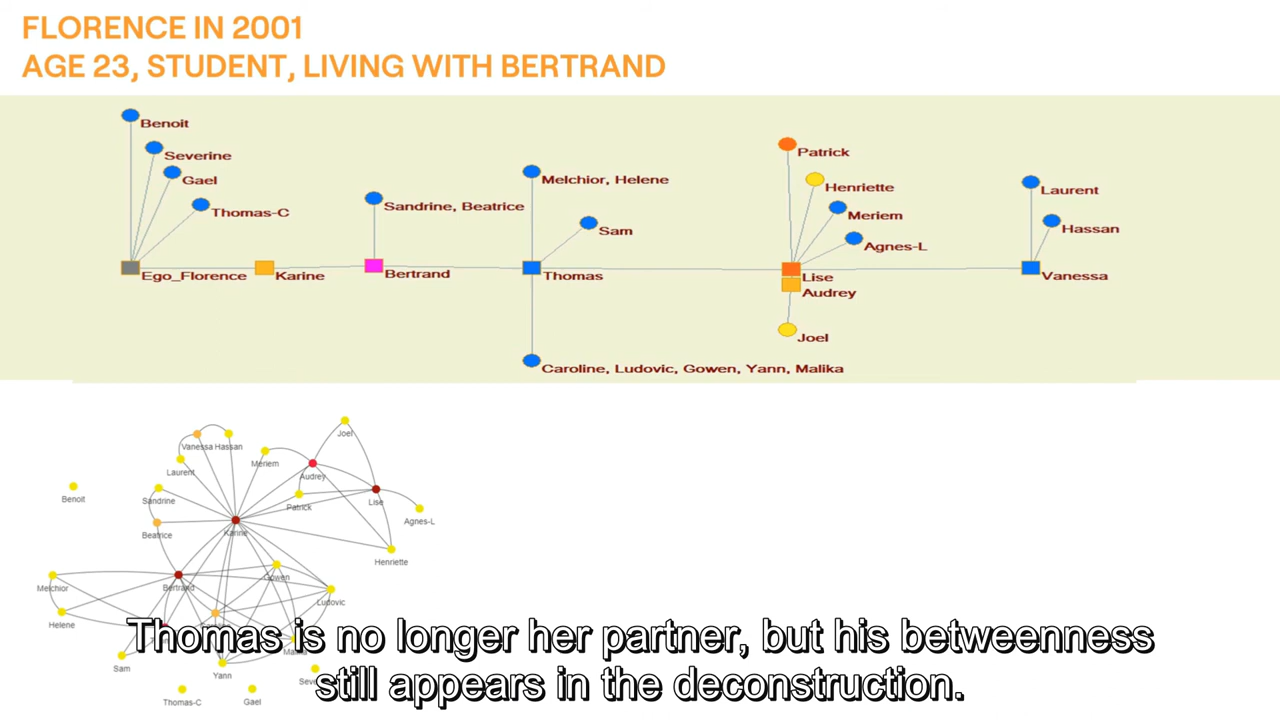 FLORENCE IN 2001
AGE 23, STUDENT, LIVING WITH BERTRAND
Benoit
Severine
Gael
Thomas-C
Ego_Florence
Karine
Sandrine, Beatrice
Bertrand
Melchior, Helene
Sam
Thomas
Caroline, Ludovic, Gowen, Yann, Malika
Patrick
Henriette
Meriem
Agnes-L
Lise
Audrey
Joel
Laurent
Hassan
Vanessa
Joel
Vanessa Hassan
Meriem
Laurent
Audrey
Benoit
Sandrine
Patrick
Lise
Agnes-L
Karine
Beatrice
Henriette
Gowen
Melchior
Bertrand
Ludovic
Helene
Thomas is no longer her partner, but his betweenness
still appears in the deconstruction.
Sam
Yann
Thomas-C
Gael